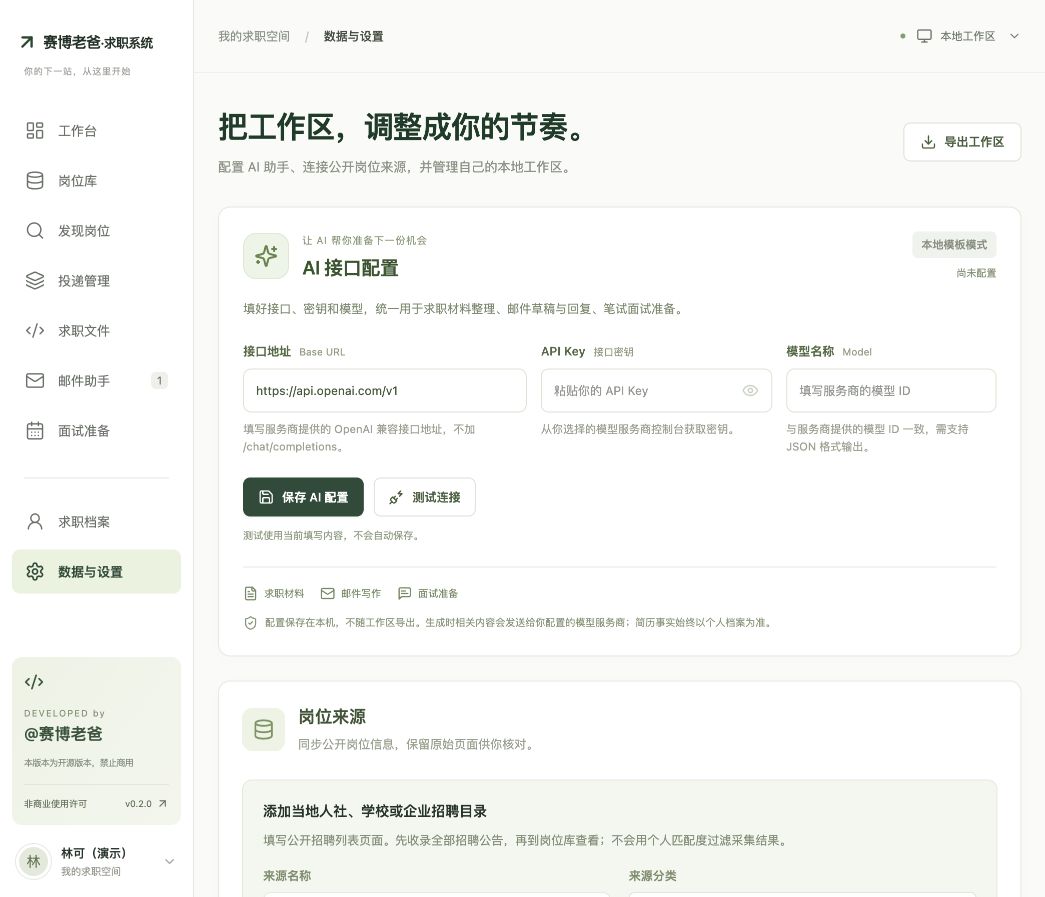 赛博老爸·求职系统
你的下一站，从这里开始
工作台
岗位库
发现岗位
投递管理
求职文件
邮件助手 1
面试准备
求职档案
数据与设置
DEVELOPED by
@赛博老爸
本版本为开源版本，禁止商用
非商业使用许可 v0.2.0
林
林可（演示）
我的求职空间
我的求职空间 / 数据与设置
本地工作区
把工作区，调整成你的节奏。
配置 AI 助手、连接公开岗位来源，并管理自己的本地工作区。
导出工作区
让 AI 帮你准备下一份机会
AI 接口配置
本地模板模式
尚未配置
填好接口、密钥和模型，统一用于求职材料整理、邮件草稿与回复、笔试面试准备。
接口地址 Base URL
https://api.openai.com/v1
填写服务商提供的 OpenAI 兼容接口地址，不加
/chat/completions。
API Key 接口密钥
粘贴你的 API Key
从你选择的模型服务商控制台获取密钥。
模型名称 Model
填写服务商的模型 ID
与服务商提供的模型 ID 一致，需支持
JSON 格式输出。
保存 AI 配置
测试连接
测试使用当前填写内容，不会自动保存。
求职材料
邮件写作
面试准备
配置保存在本机，不随工作区导出。生成时相关内容会发送给你配置的模型服务商；简历事实始终以个人档案为准。
岗位来源
同步公开岗位信息，保留原始页面供你核对。
添加当地人社、学校或企业招聘目录
填写公开招聘列表页面。先收录全部招聘公告，再到岗位库查看；不会用个人匹配度过滤采集结果。
来源名称
来源分类